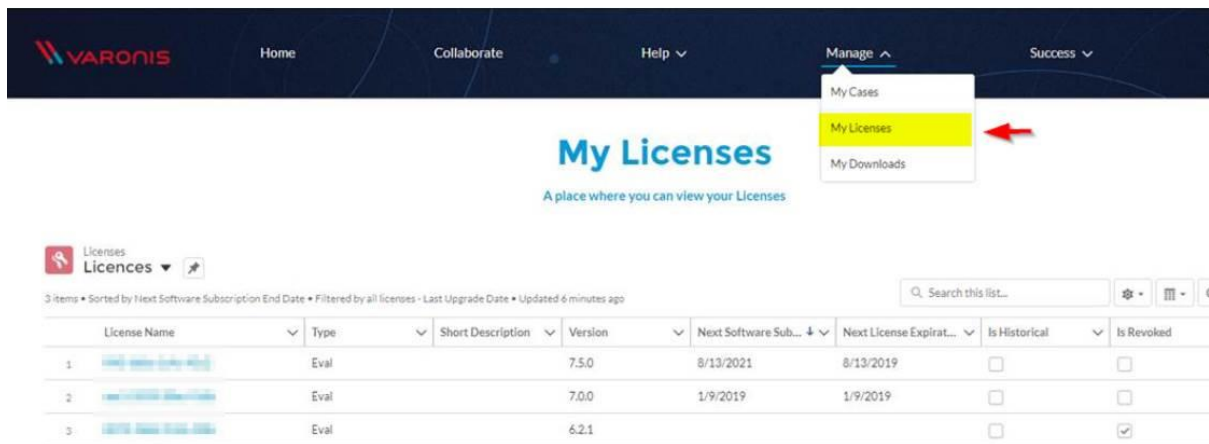 VARONIS Home Collaborate Help Manage Success
My Cases
My Licenses
My Downloads
My Licenses
A place where you can view your Licenses
Licenses
Licences
3 items • Sorted by Next Software Subscription End Date • Filtered by all licenses - Last Upgrade Date • Updated 6 minutes ago
Search this list...
License Name Type Short Description Version Next Software Sub... Next License Expirat... Is Historical Is Revoked
1 Eval 7.5.0 8/13/2021 8/13/2019
2 Eval 7.0.0 1/9/2019 1/9/2019
3 Eval 6.2.1